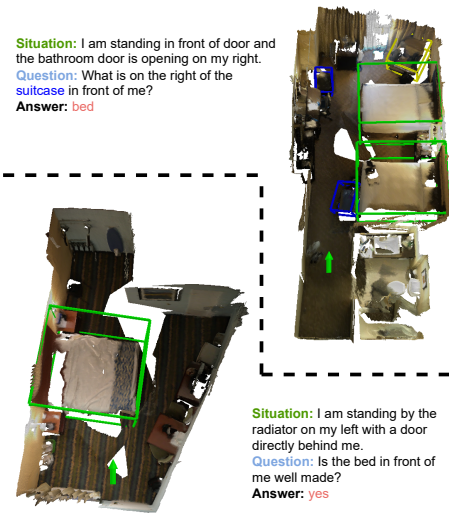 Situation: I am standing in front of door and
the bathroom door is opening on my right.
Question: What is on the right of the
suitcase in front of me?
Answer: bed
Situation: I am standing by the
radiator on my left with a door
directly behind me.
Question: Is the bed in front of
me well made?
Answer: yes